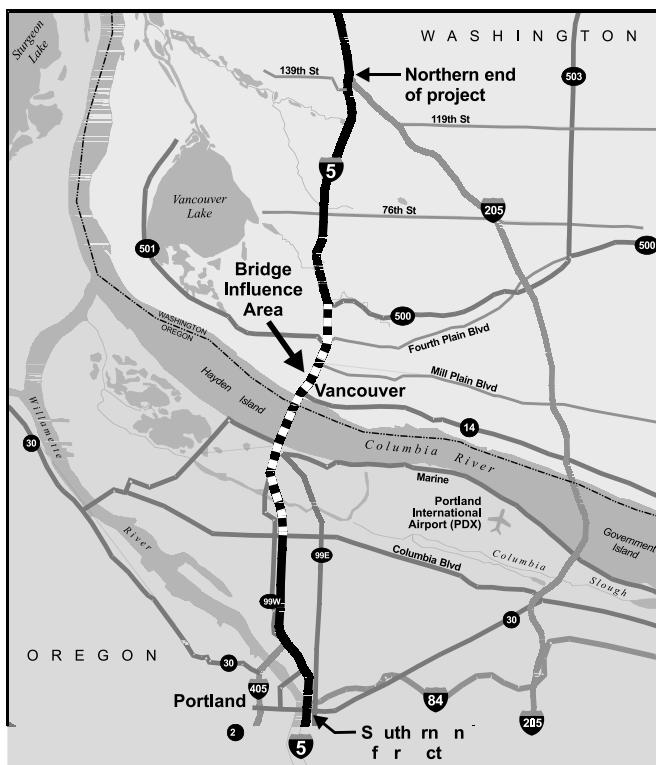 W A S H I N G T O N
Sturgeon
Lake
139th St
Northern end
of project
503
119th St
5
Vancouver
Lake
76th St
205
501
500
Bridge
Influence
Area
500
WASHINGTON
OREGON
Fourth Plain Blvd
Hayden
Island
Mill Plain Blvd
Vancouver
Willamette
River
30
14
Columbia River
Marine
Portland
International
Airport (PDX)
Government
Island
99E
Columbia Blvd
Columbia
Slough
99W
30
O R E G O N
30
405
Portland
84
205
2
5
S uth rn n
f r ct